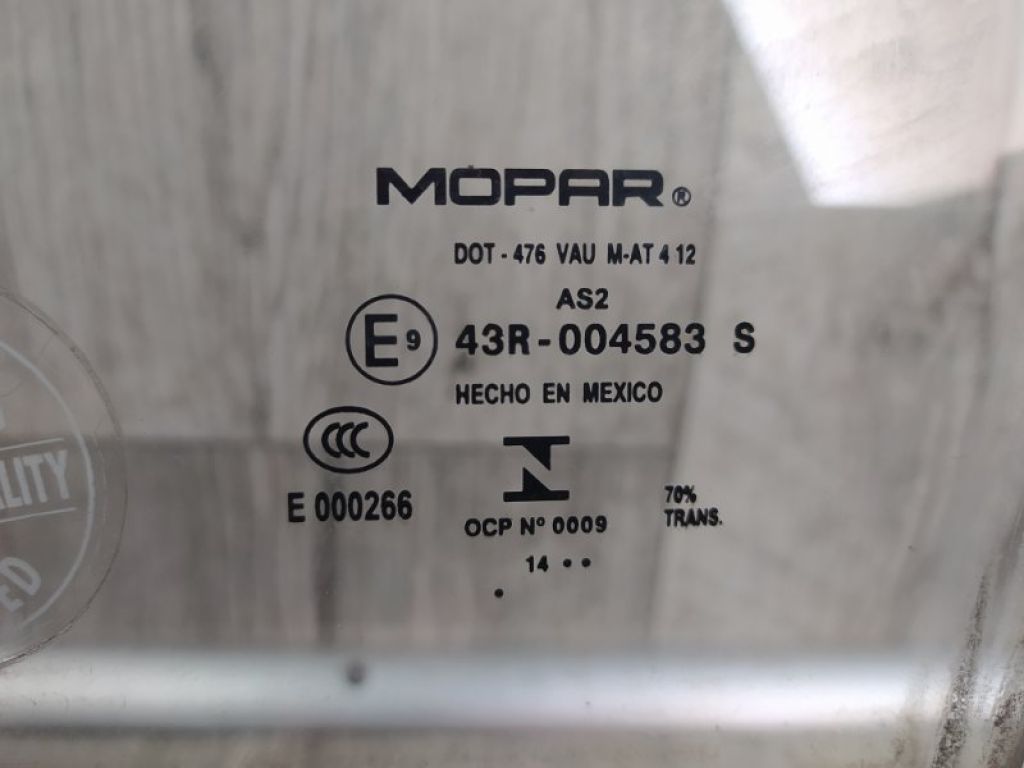 MOPAR®
DOT - 476 VAU M-AT 4 12
AS2
E9 43R-004583 S
HECHO EN MEXICO
CCC
E 000266
OCP Nº 0009
70%
TRANS.
14 • •
•